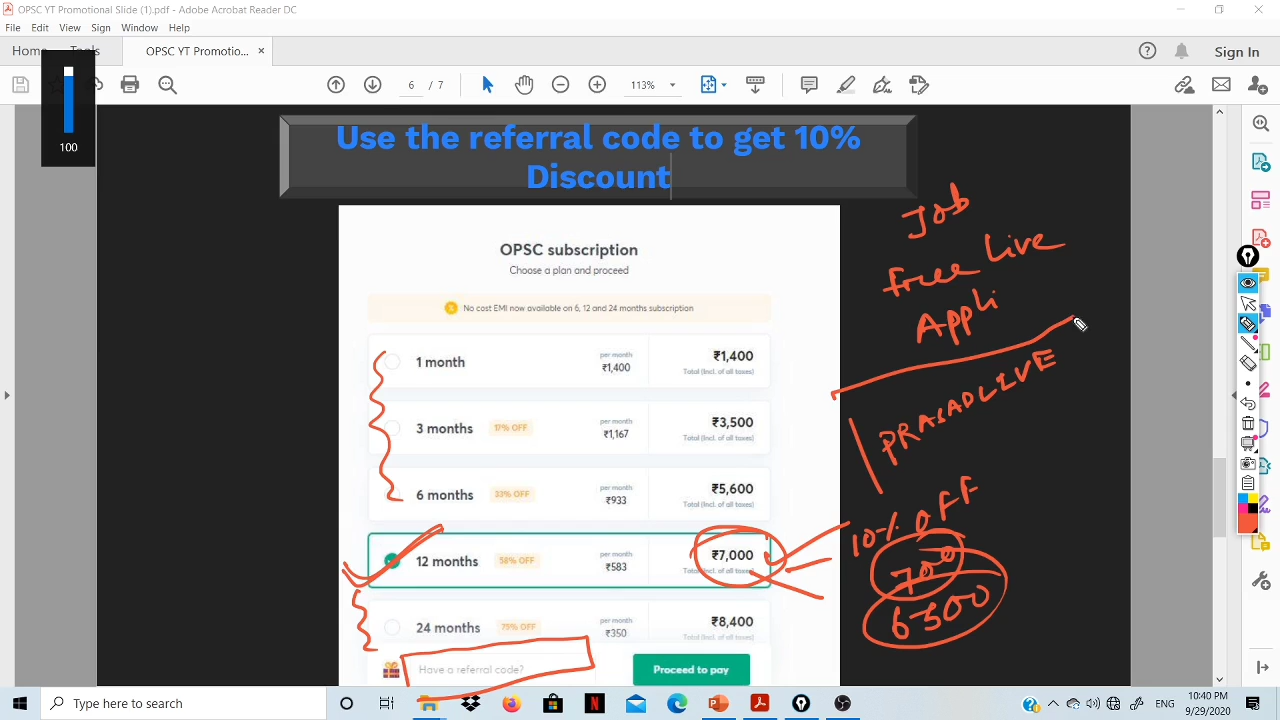 OPSC YT Promotional Slide (1).pdf - Adobe Acrobat Reader DC
File Edit View Sign Window Help
Home Tools OPSC YT Promotio... ×
Sign In
6 / 7
113%
100
Use the referral code to get 10%
Discount
OPSC subscription
Choose a plan and proceed
No cost EMI now available on 6, 12 and 24 months subscription
1 month
per month
₹1,400
₹1,400
Total (Incl. of all taxes)
3 months 17% OFF
per month
₹1,167
₹3,500
Total (Incl. of all taxes)
6 months 33% OFF
per month
₹933
₹5,600
Total (Incl. of all taxes)
12 months 58% OFF
per month
₹583
₹7,000
Total (Incl. of all taxes)
24 months 75% OFF
per month
₹350
₹8,400
Total (Incl. of all taxes)
Have a referral code?
Proceed to pay
Job
Free Live
Appli
PRASADLIVE
10% OFF
700
6300
Type here to search
ENG
10:40 PM
9/29/2020